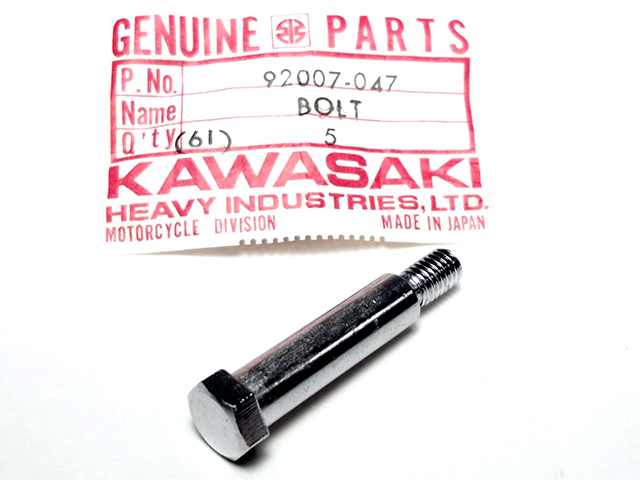 GENUINE PARTS
P.No. 92007-047
Name BOLT
Q'ty (61) 5
KAWASAKI
HEAVY INDUSTRIES, LTD.
MOTORCYCLE DIVISION MADE IN JAPAN